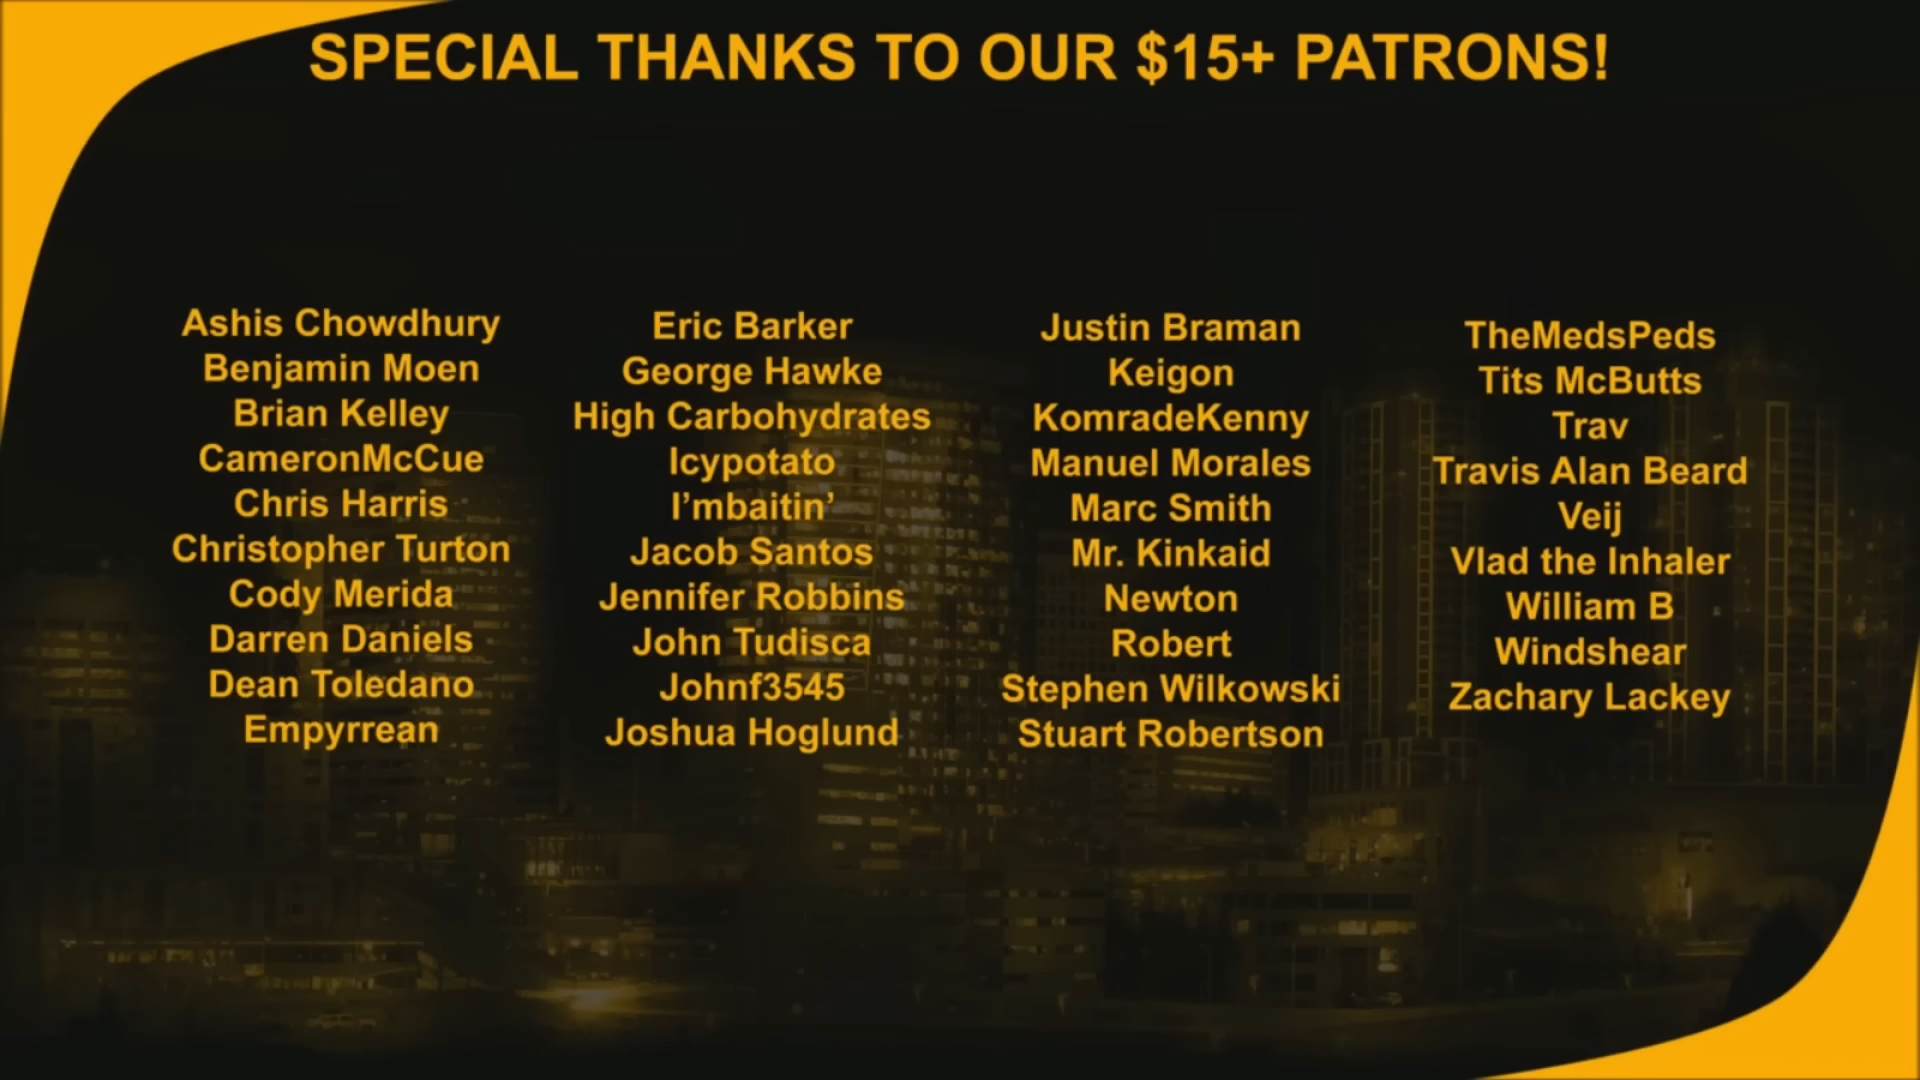 SPECIAL THANKS TO OUR $15+ PATRONS!
Ashis Chowdhury
Benjamin Moen
Brian Kelley
CameronMcCue
Chris Harris
Christopher Turton
Cody Merida
Darren Daniels
Dean Toledano
Empyrrean
Eric Barker
George Hawke
High Carbohydrates
Icypotato
I’mbaitin’
Jacob Santos
Jennifer Robbins
John Tudisca
Johnf3545
Joshua Hoglund
Justin Braman
Keigon
KomradeKenny
Manuel Morales
Marc Smith
Mr. Kinkaid
Newton
Robert
Stephen Wilkowski
Stuart Robertson
TheMedsPeds
Tits McButts
Trav
Travis Alan Beard
Veij
Vlad the Inhaler
William B
Windshear
Zachary Lackey